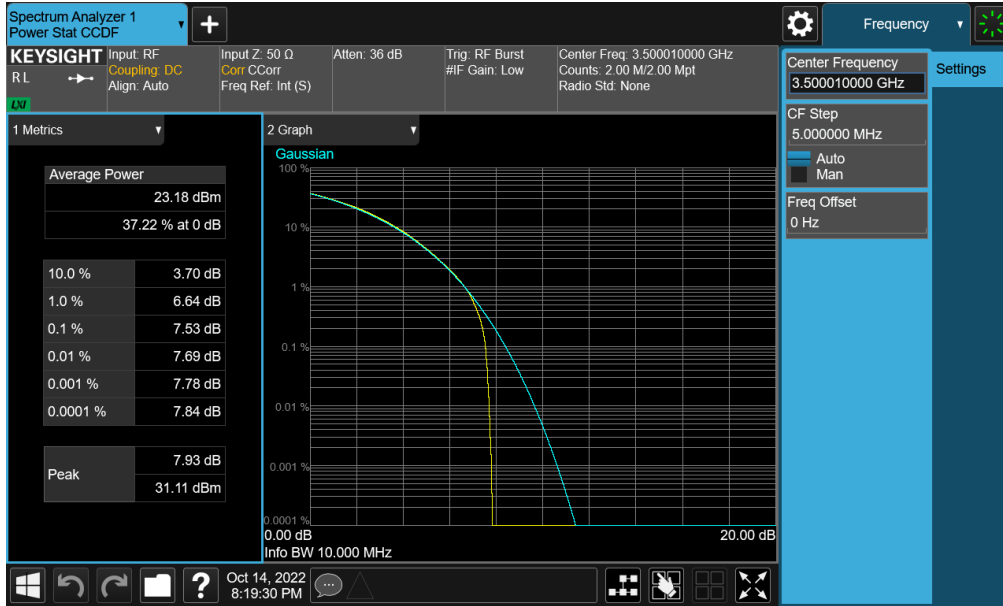 Spectrum Analyzer 1
Power Stat CCDF
Frequency
KEYSIGHT
R L
LXI
Input: RF
Coupling: DC
Align: Auto
Input Z: 50 Ω
Corr CCorr
Freq Ref: Int (S)
Atten: 36 dB
Trig: RF Burst
#IF Gain: Low
Center Freq: 3.500010000 GHz
Counts: 2.00 M/2.00 Mpt
Radio Std: None
Center Frequency
3.500010000 GHz
Settings
CF Step
5.000000 MHz
Auto
Man
Freq Offset
0 Hz
1 Metrics
Average Power
23.18 dBm
37.22 % at 0 dB
10.0 % 3.70 dB
1.0 % 6.64 dB
0.1 % 7.53 dB
0.01 % 7.69 dB
0.001 % 7.78 dB
0.0001 % 7.84 dB
Peak
7.93 dB
31.11 dBm
2 Graph
Gaussian
100 %
10 %
1 %
0.1 %
0.01 %
0.001 %
0.0001 %
0.00 dB
20.00 dB
Info BW 10.000 MHz
?
Oct 14, 2022
8:19:30 PM